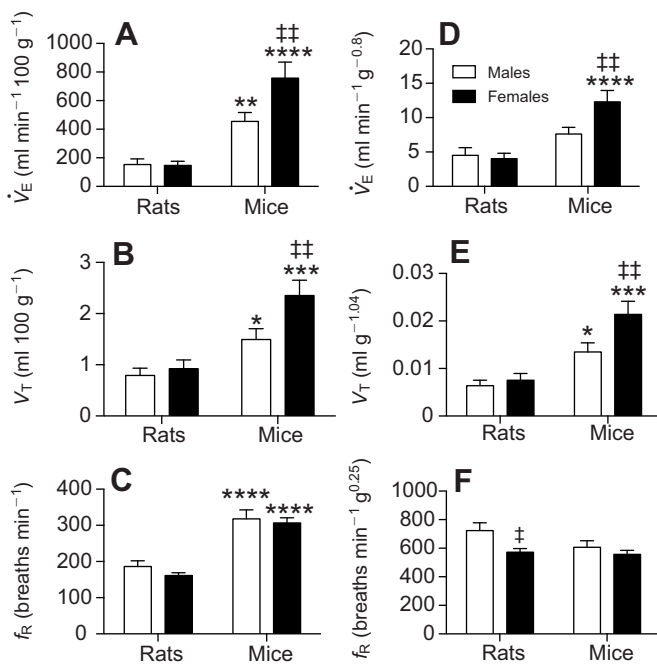 A
V̇E (ml min−1 100 g−1)
1000
800
600
400
200
0
**
‡‡
****
Rats Mice
D
V̇E (ml min−1 g−0.8)
20
15
10
5
0
Males
Females
‡‡
****
Rats Mice
B
VT (ml 100 g−1)
3
2
1
0
*
‡‡
***
Rats Mice
E
VT (ml g−1.04)
0.03
0.02
0.01
0
*
‡‡
***
Rats Mice
C
fR (breaths min−1)
400
300
200
100
0
****
****
Rats Mice
F
fR (breaths min−1 g0.25)
1000
800
600
400
200
0
‡
Rats Mice